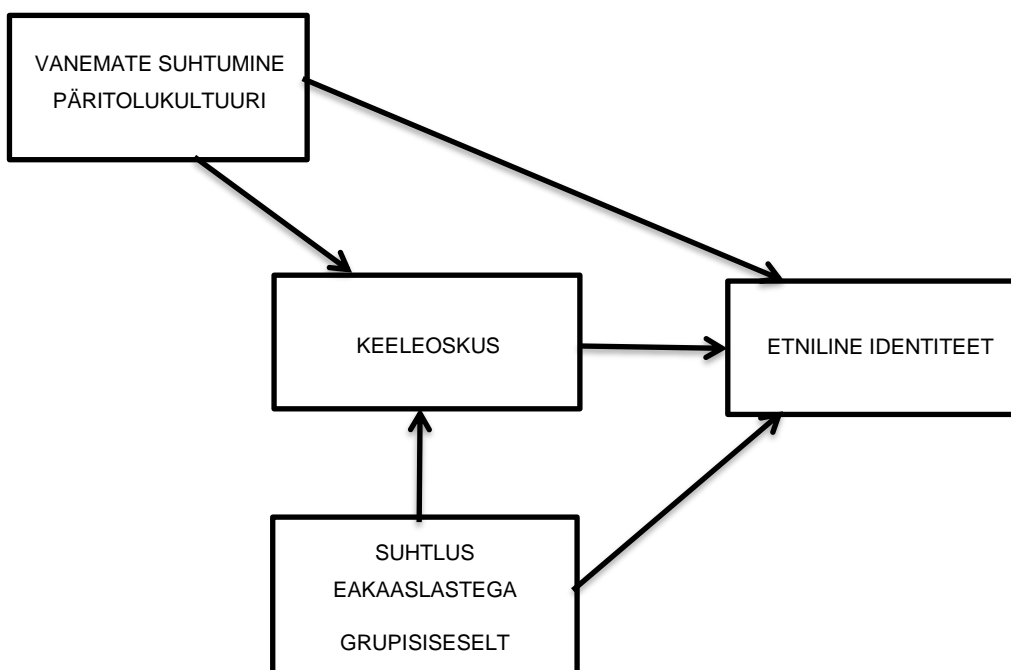 VANEMATE SUHTUMINE
PÄRITOLUKULTUURI
KEELEOSKUS
ETNILINE IDENTITEET
SUHTLUS
EAKAASLASTEGA
GRUPISISESELT